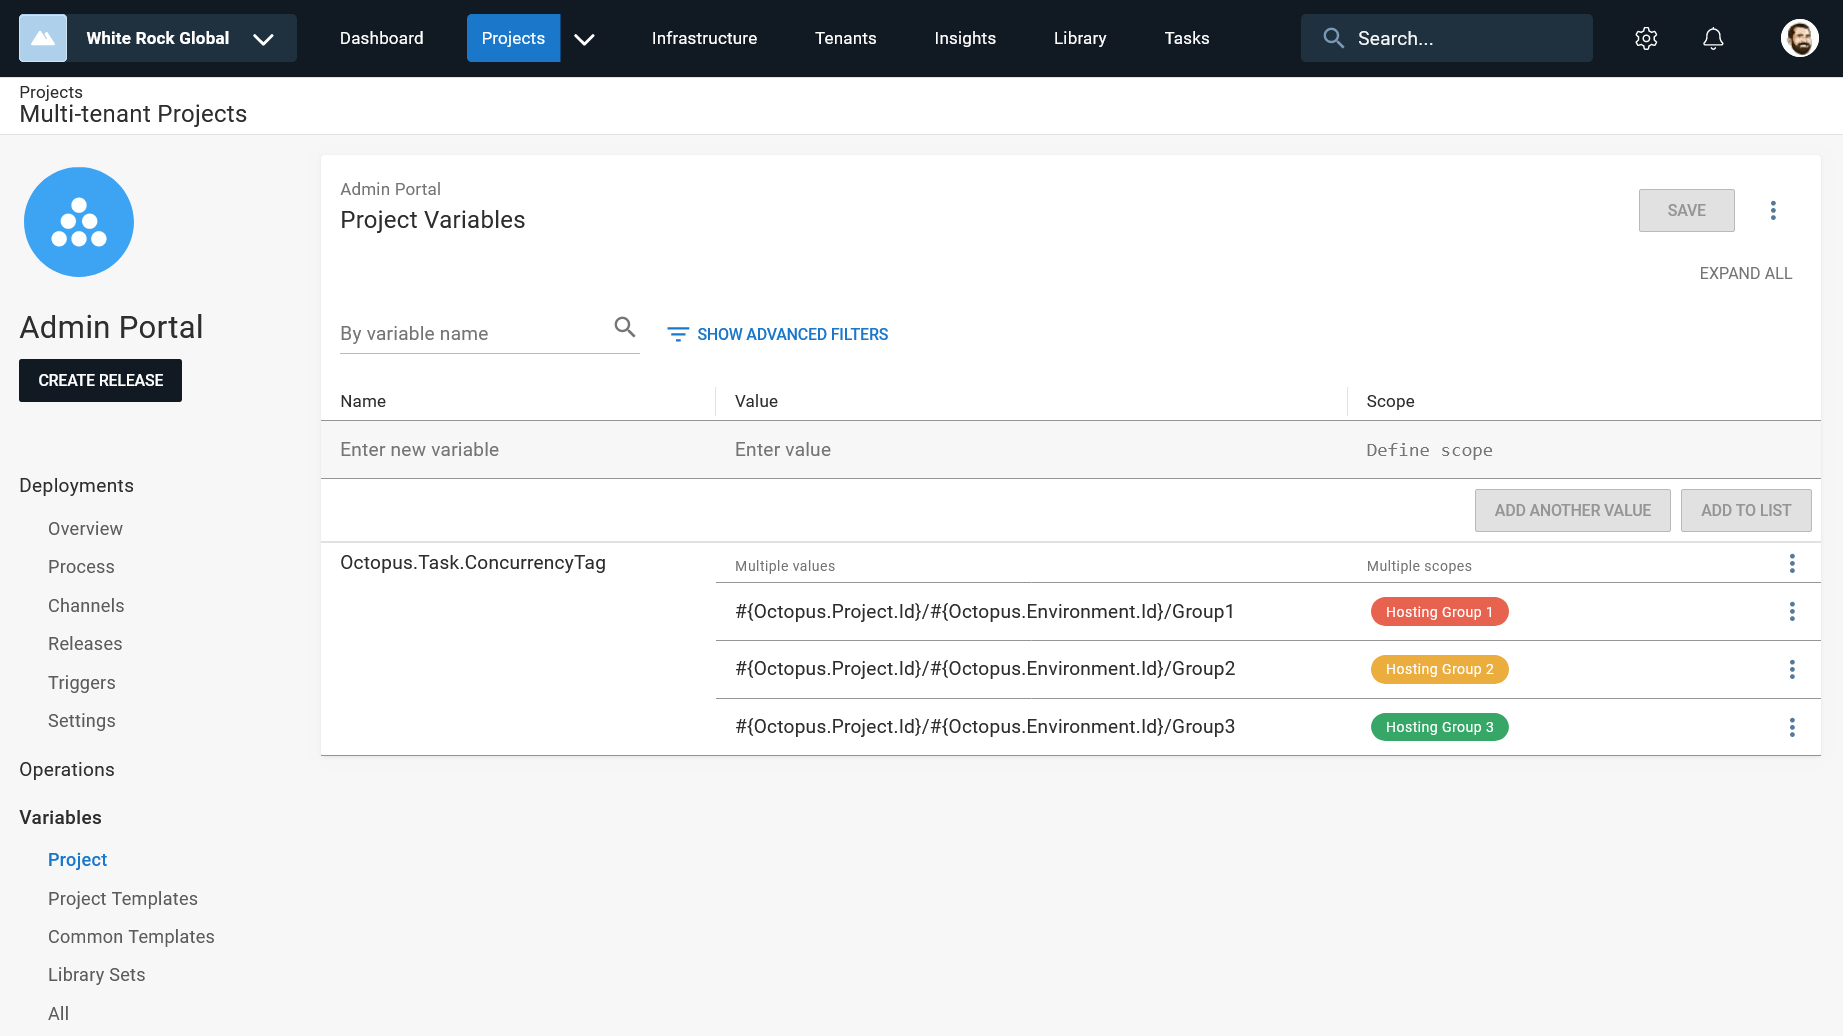 White Rock Global
Dashboard
Projects
Infrastructure
Tenants
Insights
Library
Tasks
Search...
Projects
Multi-tenant Projects
Admin Portal
CREATE RELEASE
Deployments
Overview
Process
Channels
Releases
Triggers
Settings
Operations
Variables
Project
Project Templates
Common Templates
Library Sets
All
Admin Portal
Project Variables
SAVE
EXPAND ALL
By variable name
SHOW ADVANCED FILTERS
Name Value Scope
Enter new variable Enter value Define scope
ADD ANOTHER VALUE ADD TO LIST
Octopus.Task.ConcurrencyTag Multiple values Multiple scopes
#{Octopus.Project.Id}/#{Octopus.Environment.Id}/Group1 Hosting Group 1
#{Octopus.Project.Id}/#{Octopus.Environment.Id}/Group2 Hosting Group 2
#{Octopus.Project.Id}/#{Octopus.Environment.Id}/Group3 Hosting Group 3